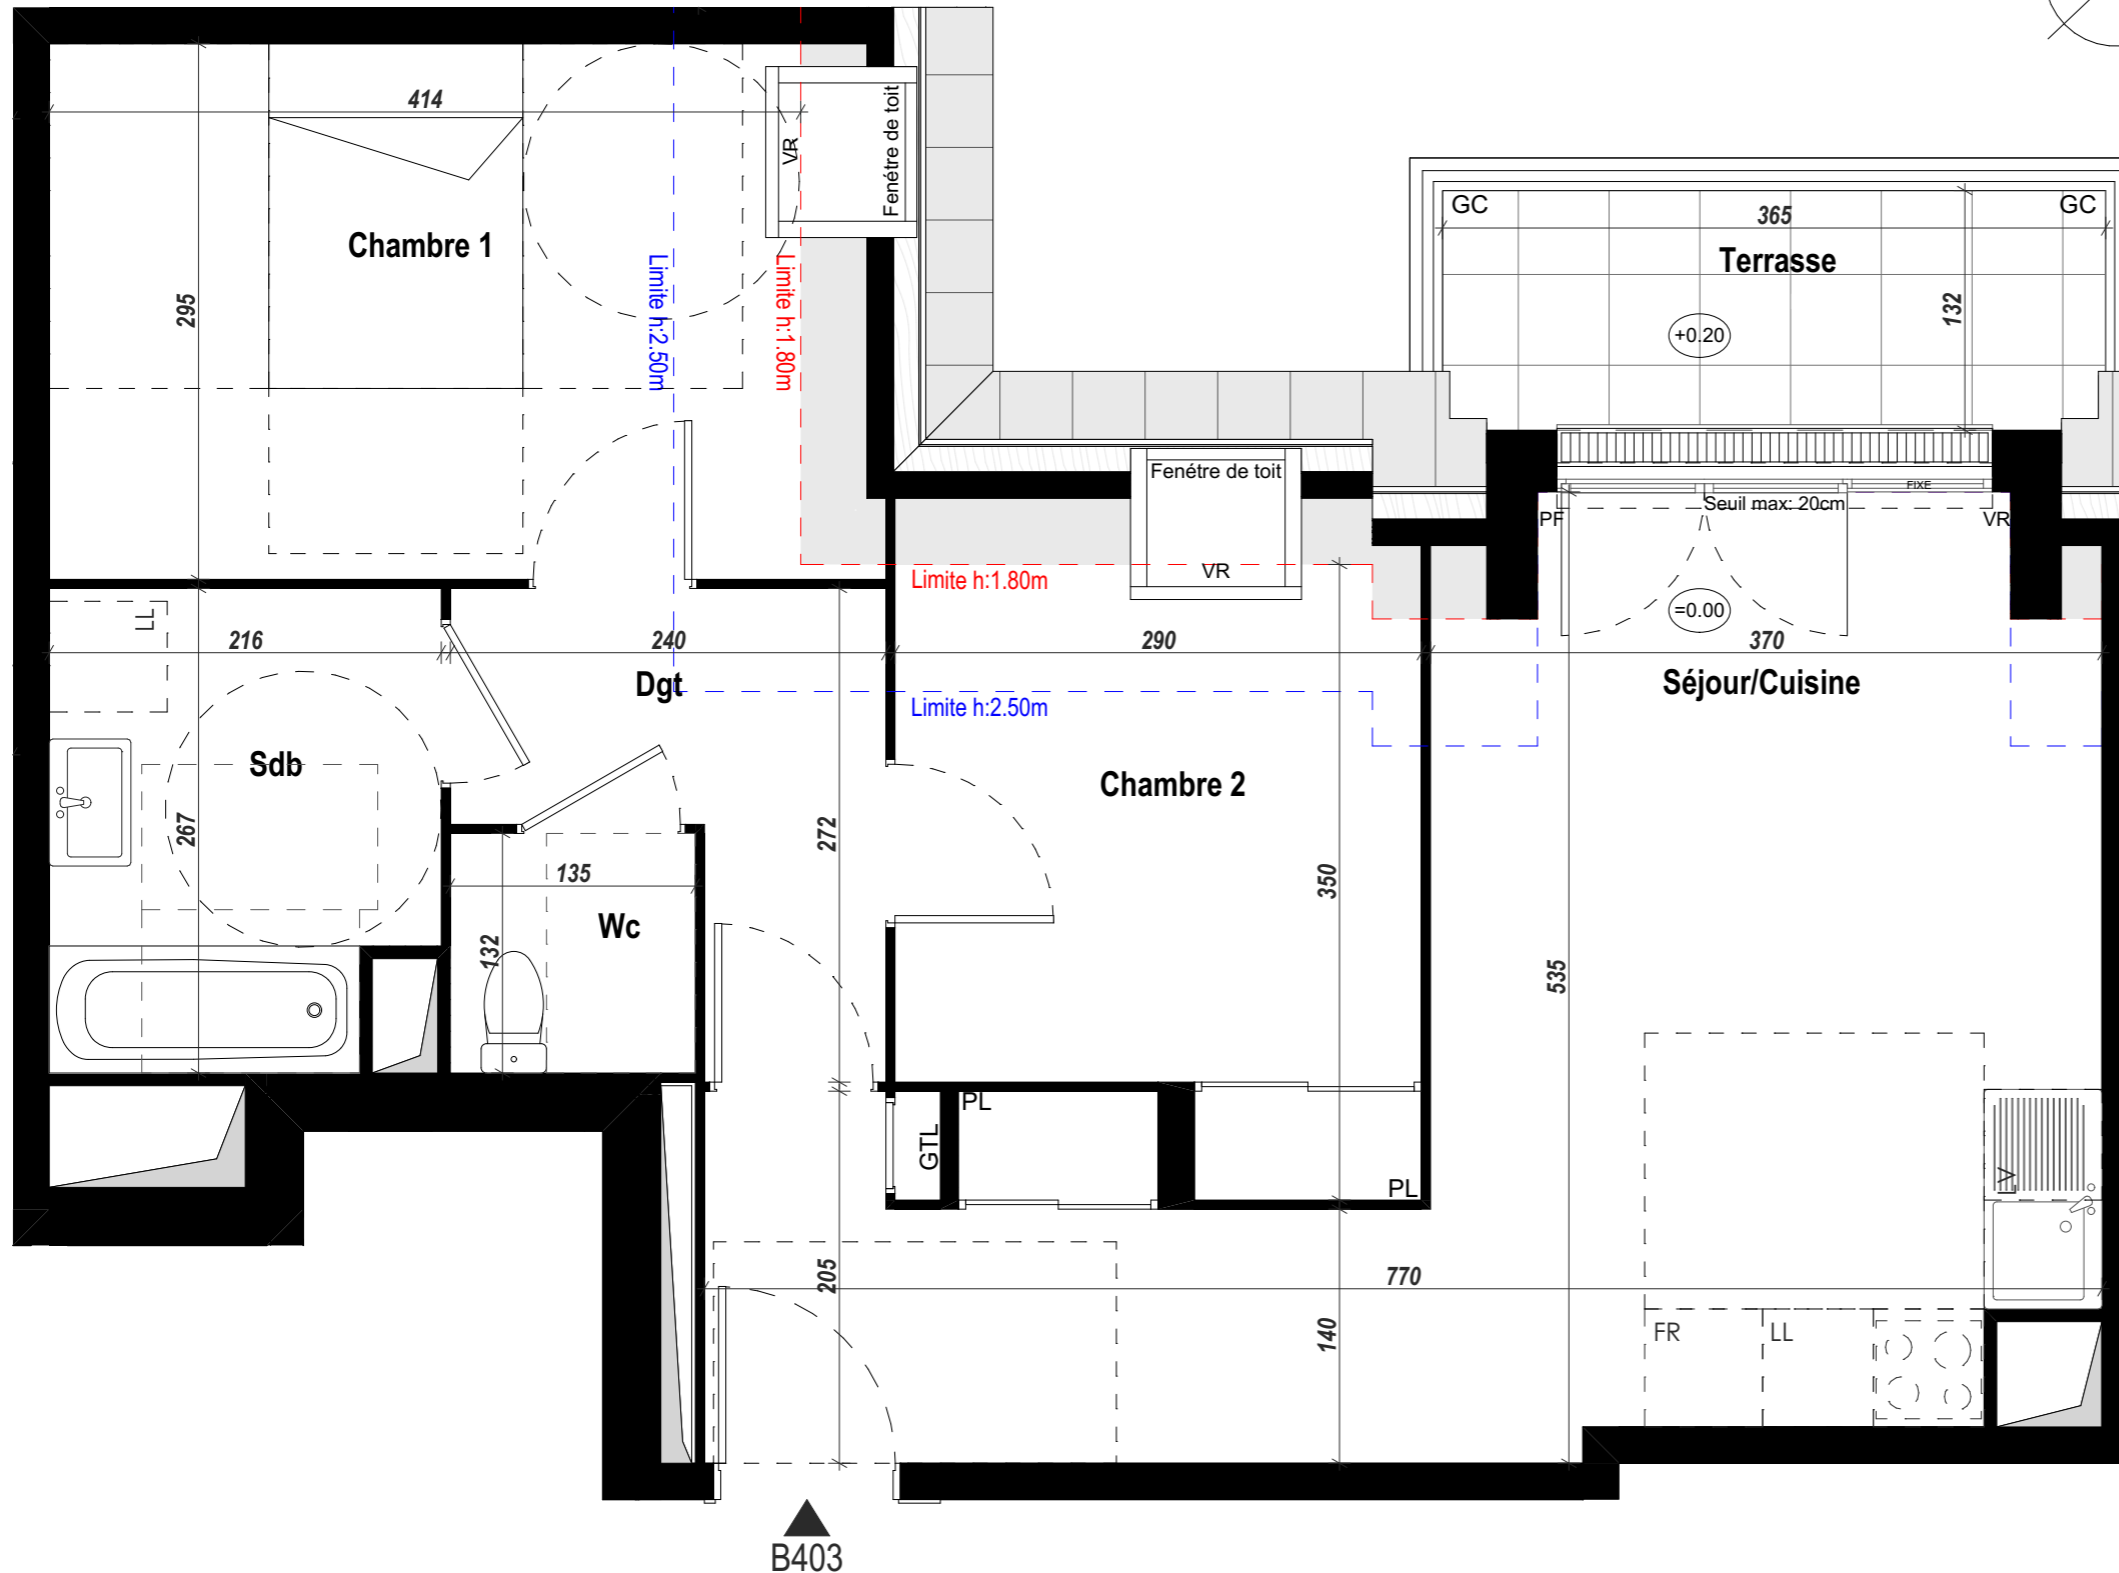 414
VR
Fenétre de toit
Chambre 1
295
Limite h:2.50m
Limite h:1.80m
GC
365
GC
Terrasse
132
+0.20
Fenétre de toit
VR
FIXE
Seuil max: 20cm
PF
VR
=0.00
Limite h:1.80m
LL
216
240
290
370
Dgt
Séjour/Cuisine
Limite h:2.50m
Sdb
Chambre 2
267
272
135
350
Wc
132
535
PL
GTL
PL
LV
205
770
140
FR
LL
B403